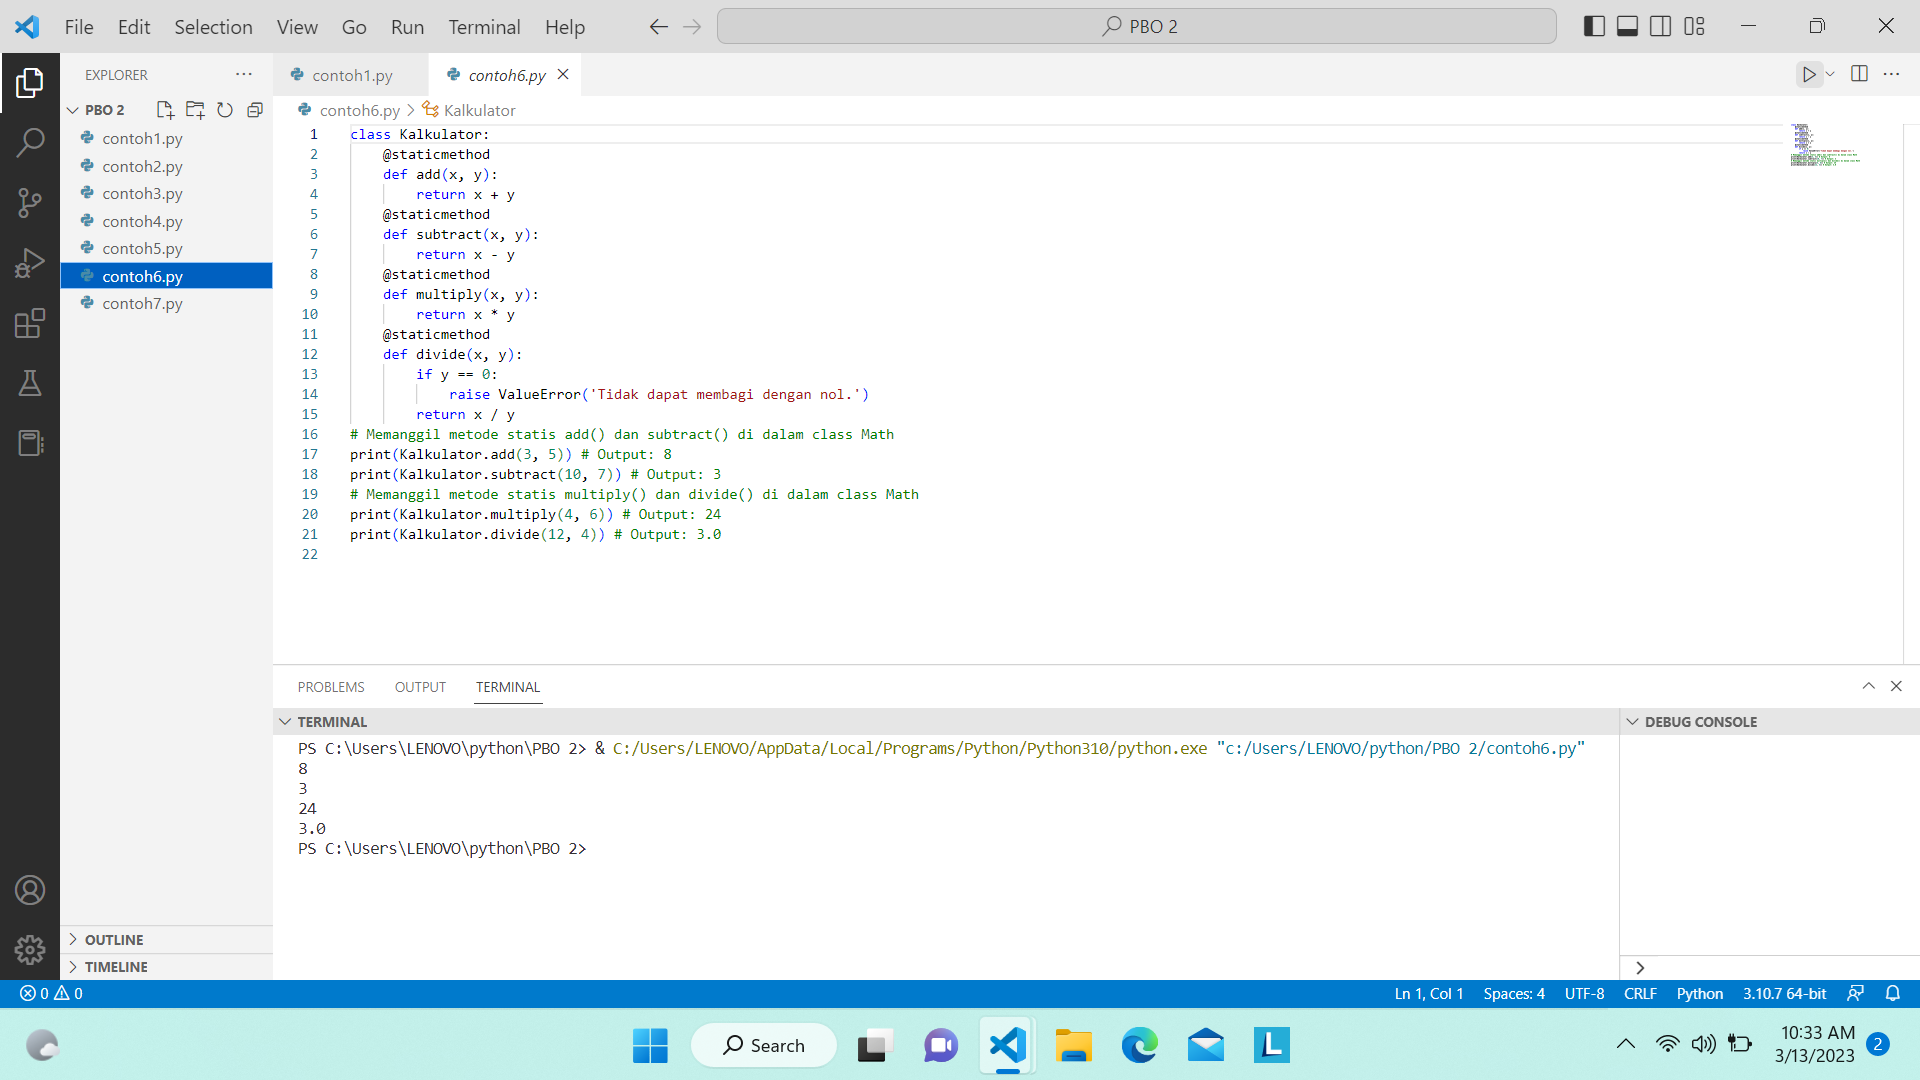 File Edit Selection View Go Run Terminal Help
PBO 2
EXPLORER
PBO 2
contoh1.py
contoh2.py
contoh3.py
contoh4.py
contoh5.py
contoh6.py
contoh7.py
OUTLINE
TIMELINE
contoh1.py
contoh6.py
contoh6.py > Kalkulator
1 class Kalkulator:
2     @staticmethod
3     def add(x, y):
4         return x + y
5     @staticmethod
6     def subtract(x, y):
7         return x - y
8     @staticmethod
9     def multiply(x, y):
10         return x * y
11     @staticmethod
12     def divide(x, y):
13         if y == 0:
14             raise ValueError('Tidak dapat membagi dengan nol.')
15         return x / y
16 # Memanggil metode statis add() dan subtract() di dalam class Math
17 print(Kalkulator.add(3, 5)) # Output: 8
18 print(Kalkulator.subtract(10, 7)) # Output: 3
19 # Memanggil metode statis multiply() dan divide() di dalam class Math
20 print(Kalkulator.multiply(4, 6)) # Output: 24
21 print(Kalkulator.divide(12, 4)) # Output: 3.0
22
PROBLEMS OUTPUT TERMINAL
TERMINAL
PS C:\Users\LENOVO\python\PBO 2> & C:/Users/LENOVO/AppData/Local/Programs/Python/Python310/python.exe "c:/Users/LENOVO/python/PBO 2/contoh6.py"
8
3
24
3.0
PS C:\Users\LENOVO\python\PBO 2>
DEBUG CONSOLE
0 0
Ln 1, Col 1 Spaces: 4 UTF-8 CRLF Python 3.10.7 64-bit
Search
L
10:33 AM
3/13/2023
2